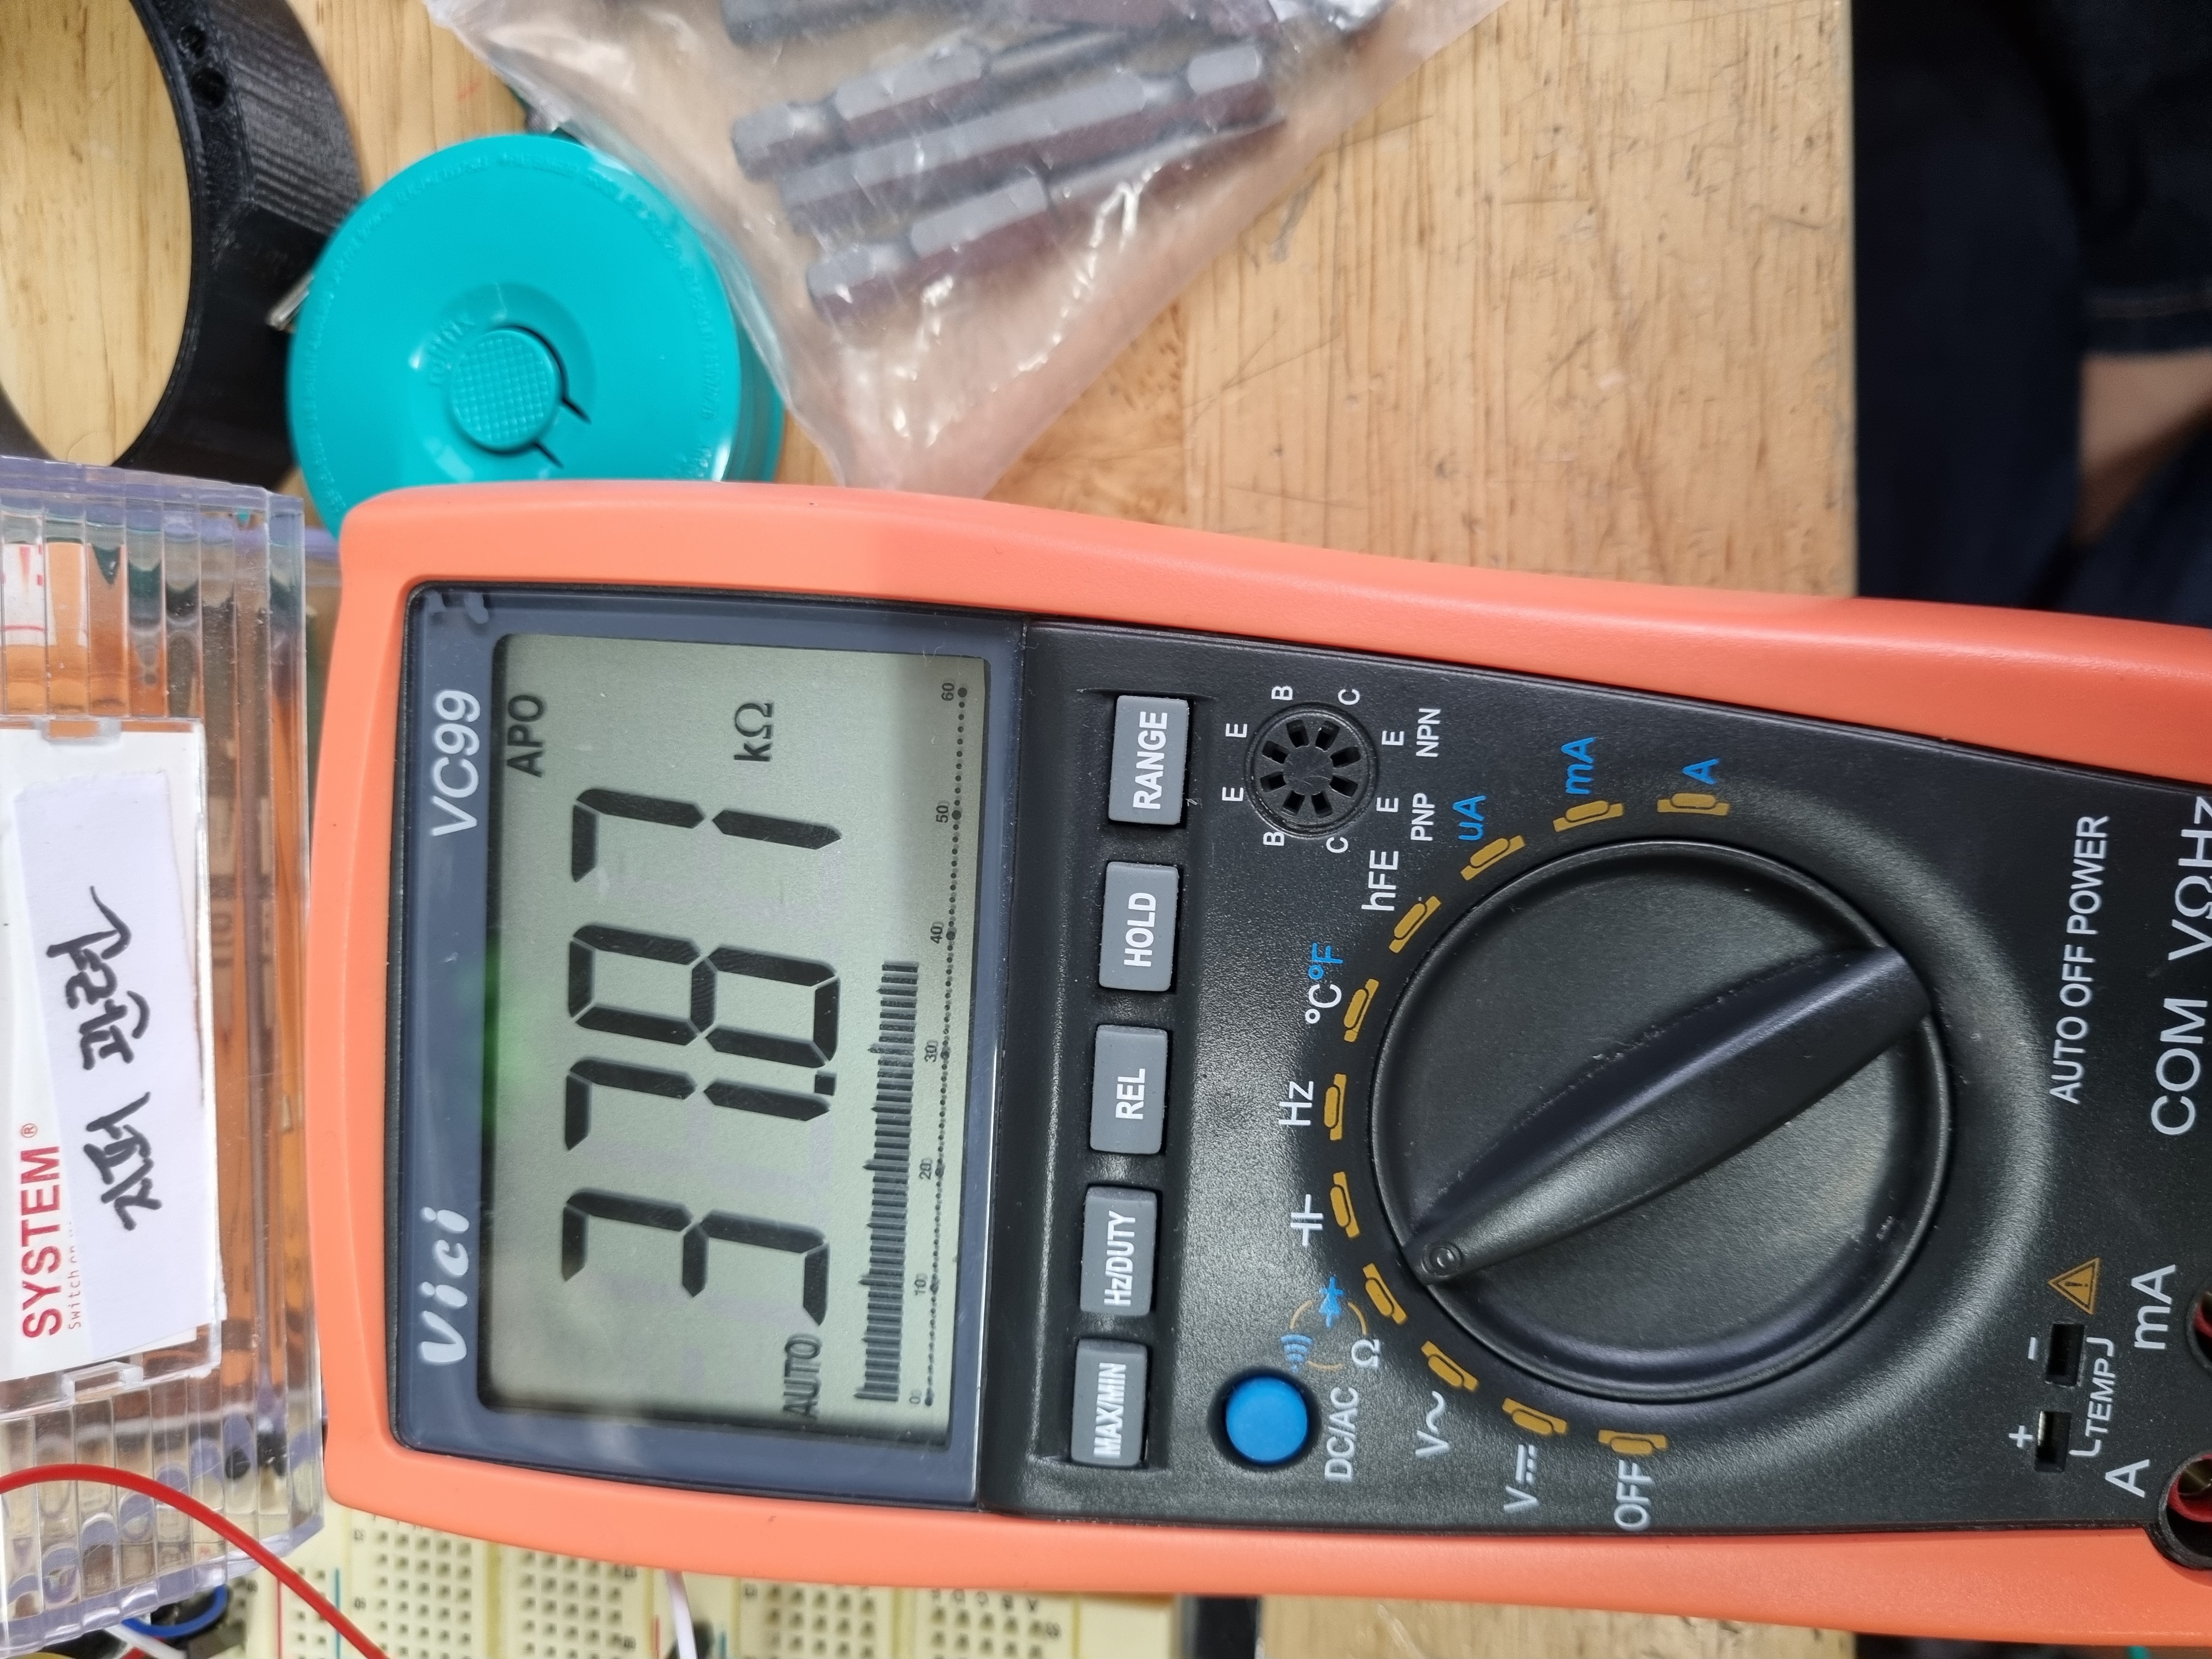 SYSTEM®
지퍼 관련
Vici VC99
APO
37.87 kΩ
AUTO
0 10 20 30 40 50 60
MAX/MIN Hz/DUTY REL HOLD RANGE
DC/AC
Ω
Hz
°C°F
hFE
E E
B B
C C
E E
PNP NPN
uA
mA
A
V~
V⎓
OFF
+ −
TEMP
AUTO OFF POWER
A mA COM VΩHz